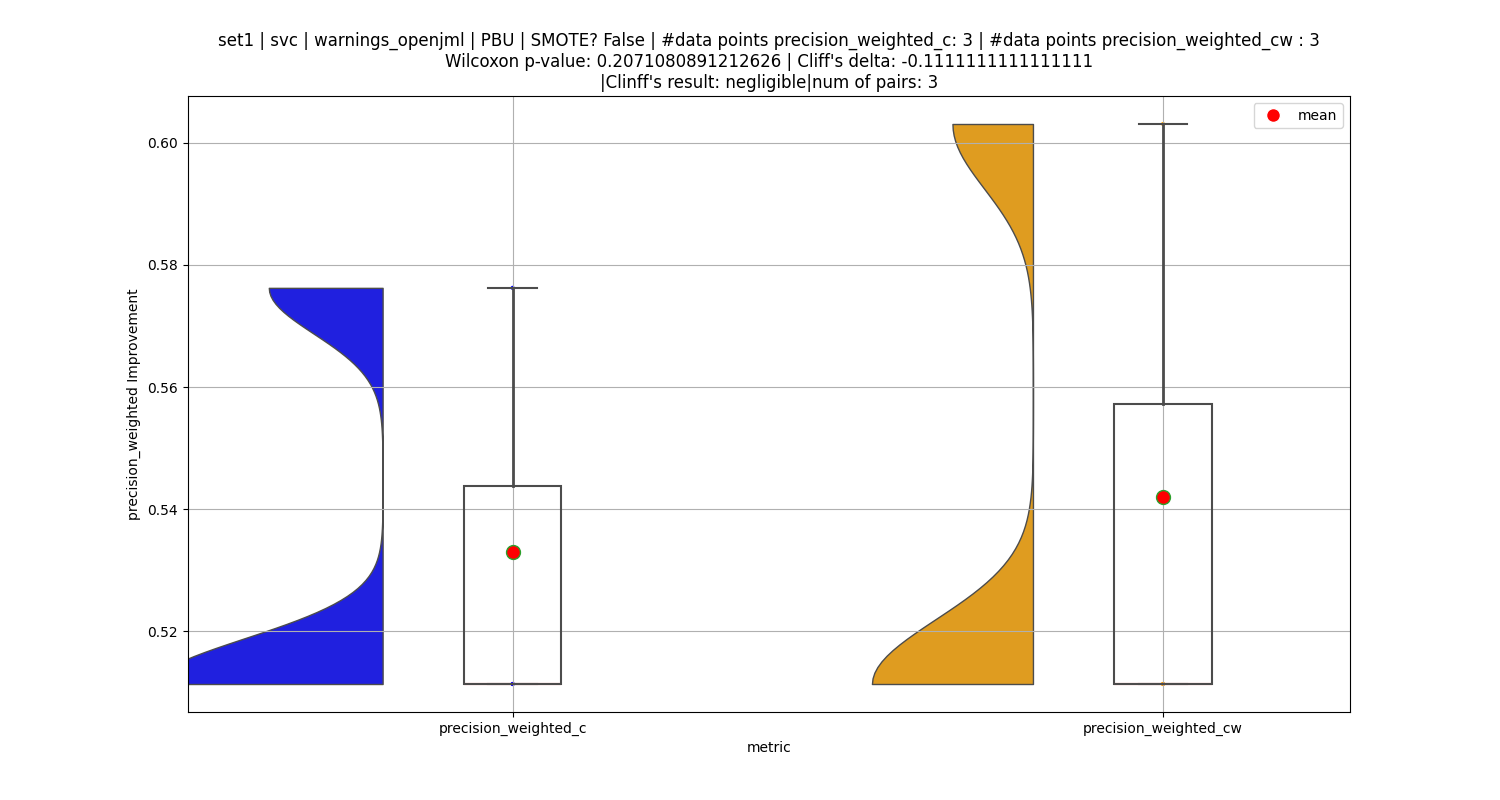 set1 | svc | warnings_openjml | PBU | SMOTE? False | #data points precision_weighted_c: 3 | #data points precision_weighted_cw : 3
Wilcoxon p-value: 0.2071080891212626 | Cliff's delta: -0.1111111111111111
|Clinff's result: negligible|num of pairs: 3
mean
0.60
0.58
0.56
0.54
0.52
precision_weighted Improvement
precision_weighted_c
precision_weighted_cw
metric